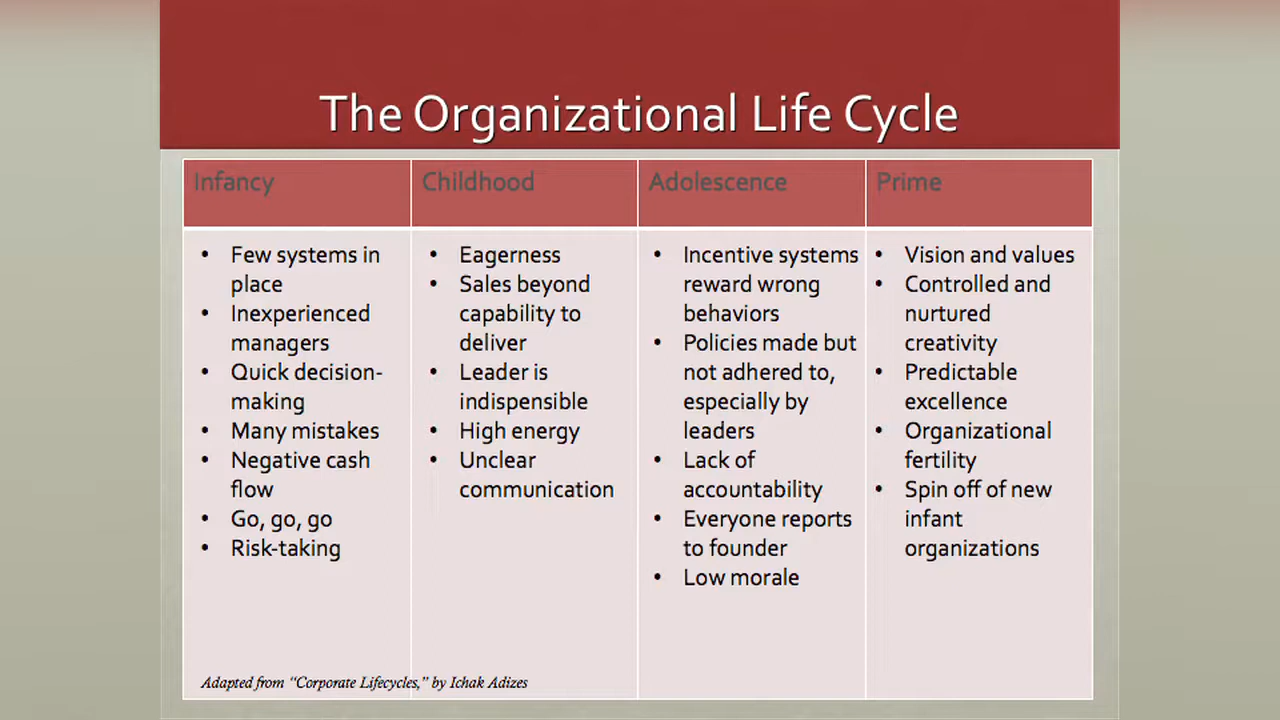 The Organizational Life Cycle
Infancy
• Few systems in
place
• Inexperienced
managers
• Quick decision-
making
• Many mistakes
• Negative cash
flow
• Go, go, go
• Risk-taking
Childhood
• Eagerness
• Sales beyond
capability to
deliver
• Leader is
indispensible
• High energy
• Unclear
communication
Adolescence
• Incentive systems
reward wrong
behaviors
• Policies made but
not adhered to,
especially by
leaders
• Lack of
accountability
• Everyone reports
to founder
• Low morale
Prime
• Vision and values
• Controlled and
nurtured
creativity
• Predictable
excellence
• Organizational
fertility
• Spin off of new
infant
organizations
Adapted from “Corporate Lifecycles,” by Ichak Adizes